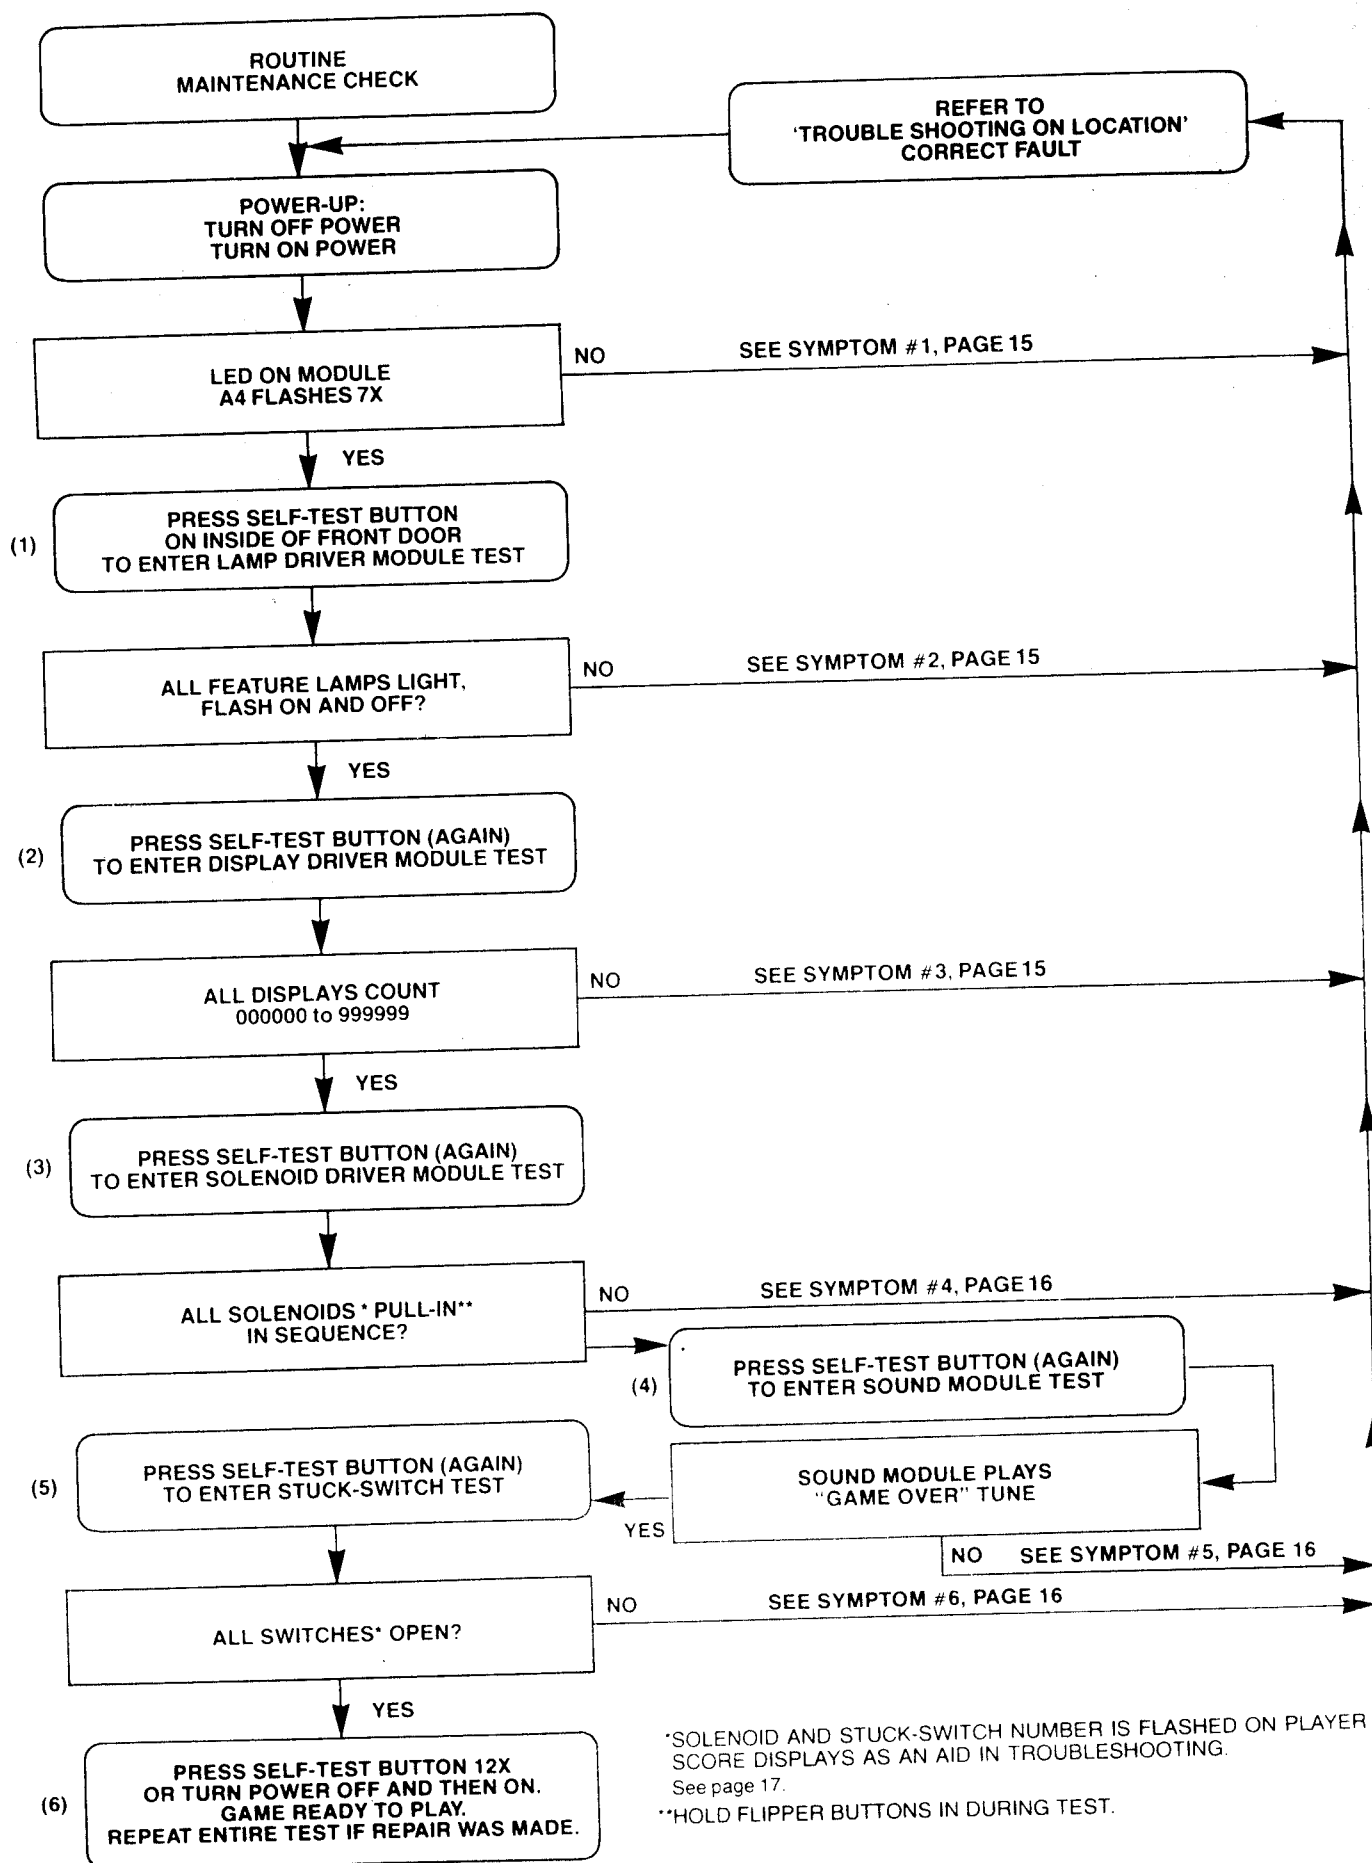 ROUTINE
MAINTENANCE CHECK
REFER TO
'TROUBLE SHOOTING ON LOCATION'
CORRECT FAULT
POWER-UP:
TURN OFF POWER
TURN ON POWER
LED ON MODULE
A4 FLASHES 7X
NO
SEE SYMPTOM #1, PAGE 15
YES
(1)
PRESS SELF-TEST BUTTON
ON INSIDE OF FRONT DOOR
TO ENTER LAMP DRIVER MODULE TEST
ALL FEATURE LAMPS LIGHT,
FLASH ON AND OFF?
NO
SEE SYMPTOM #2, PAGE 15
YES
(2)
PRESS SELF-TEST BUTTON (AGAIN)
TO ENTER DISPLAY DRIVER MODULE TEST
ALL DISPLAYS COUNT
000000 to 999999
NO
SEE SYMPTOM #3, PAGE 15
YES
(3)
PRESS SELF-TEST BUTTON (AGAIN)
TO ENTER SOLENOID DRIVER MODULE TEST
ALL SOLENOIDS * PULL-IN**
IN SEQUENCE?
NO
SEE SYMPTOM #4, PAGE 16
(4)
PRESS SELF-TEST BUTTON (AGAIN)
TO ENTER SOUND MODULE TEST
SOUND MODULE PLAYS
"GAME OVER" TUNE
YES
NO
SEE SYMPTOM #5, PAGE 16
(5)
PRESS SELF-TEST BUTTON (AGAIN)
TO ENTER STUCK-SWITCH TEST
ALL SWITCHES* OPEN?
NO
SEE SYMPTOM #6, PAGE 16
YES
(6)
PRESS SELF-TEST BUTTON 12X
OR TURN POWER OFF AND THEN ON.
GAME READY TO PLAY.
REPEAT ENTIRE TEST IF REPAIR WAS MADE.
*SOLENOID AND STUCK-SWITCH NUMBER IS FLASHED ON PLAYER
SCORE DISPLAYS AS AN AID IN TROUBLESHOOTING.
See page 17.
**HOLD FLIPPER BUTTONS IN DURING TEST.